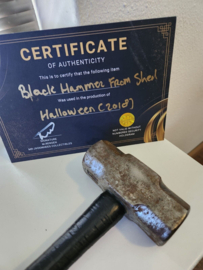 CERTIFICATE
OF AUTHENTICITY
This is to certify that the following item
Black Hammer From Shed
Was used in the production of
Halloween (2018)